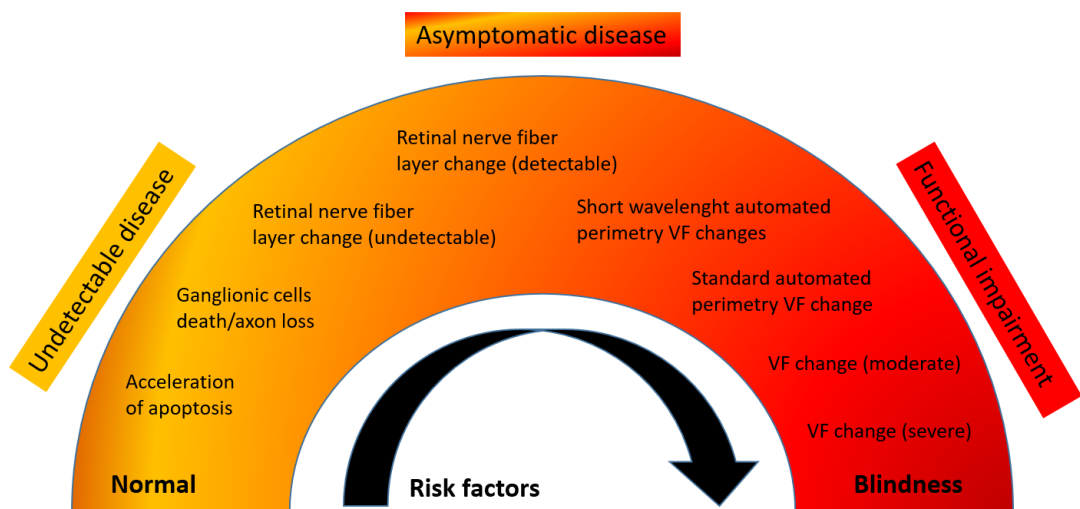 Asymptomatic disease
Undetectable disease
Functional impairment
Retinal nerve fiber
layer change (detectable)
Retinal nerve fiber
layer change (undetectable)
Short wavelenght automated
perimetry VF changes
Ganglionic cells
death/axon loss
Standard automated
perimetry VF change
Acceleration
of apoptosis
VF change (moderate)
VF change (severe)
Normal
Risk factors
Blindness